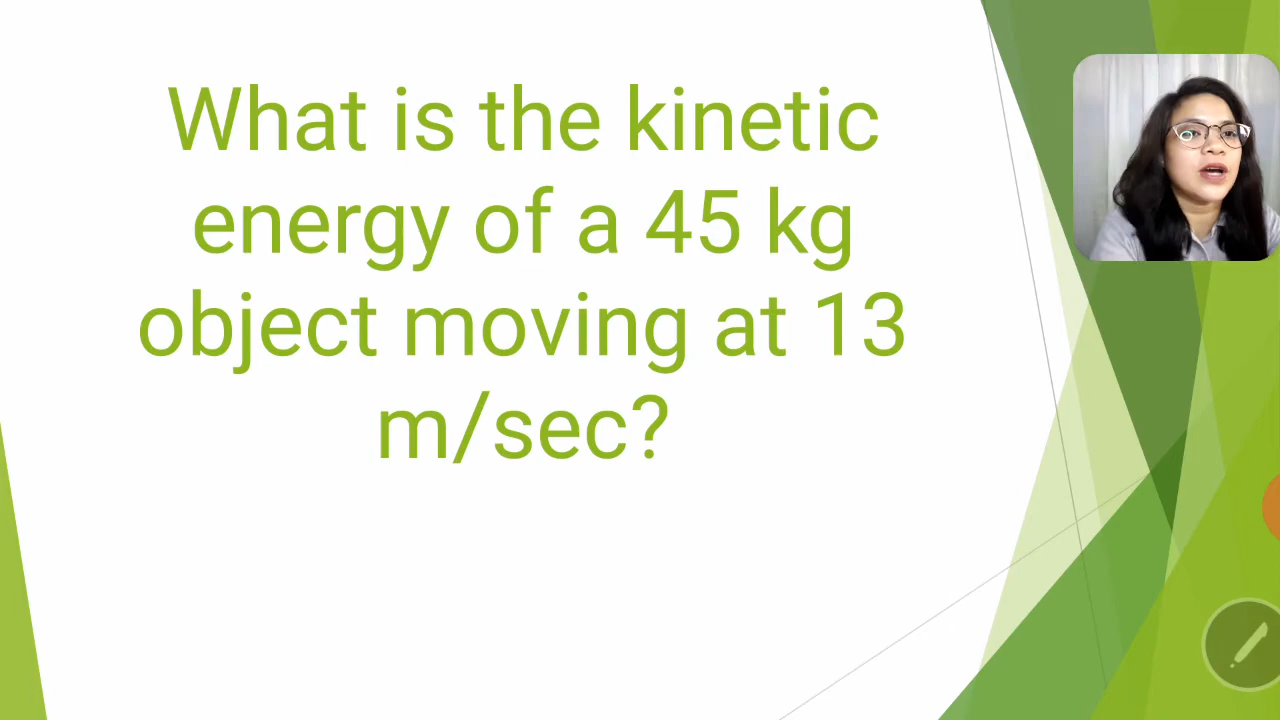 What is the kinetic
energy of a 45 kg
object moving at 13
m/sec?